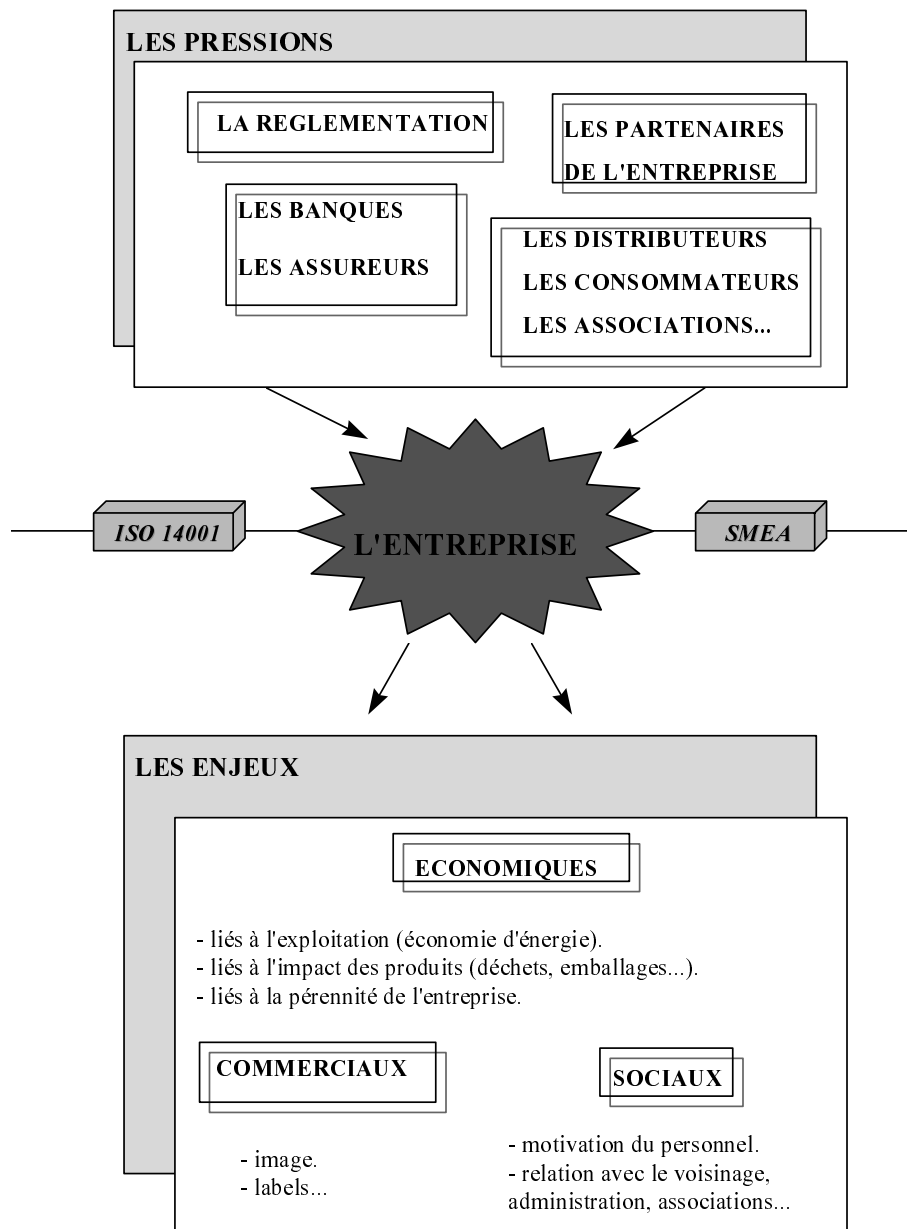 LES PRESSIONS
LA REGLEMENTATION
LES PARTENAIRES
DE L'ENTREPRISE
LES BANQUES
LES ASSUREURS
LES DISTRIBUTEURS
LES CONSOMMATEURS
LES ASSOCIATIONS...
ISO 14001
L'ENTREPRISE
SMEA
LES ENJEUX
ECONOMIQUES
- liés à l'exploitation (économie d'énergie).
- liés à l'impact des produits (déchets, emballages...).
- liés à la pérennité de l'entreprise.
COMMERCIAUX
- image.
- labels...
SOCIAUX
- motivation du personnel.
- relation avec le voisinage,
administration, associations...